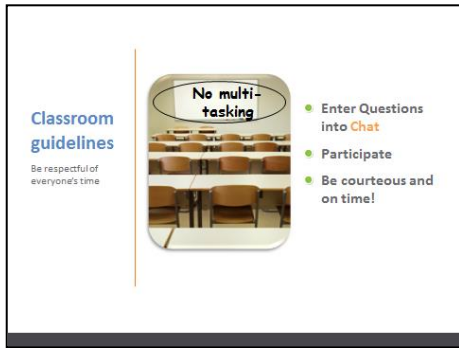 Classroom
guidelines
Be respectful of
everyone's time
No multi-
tasking
Enter Questions
into Chat
Participate
Be courteous and
on time!